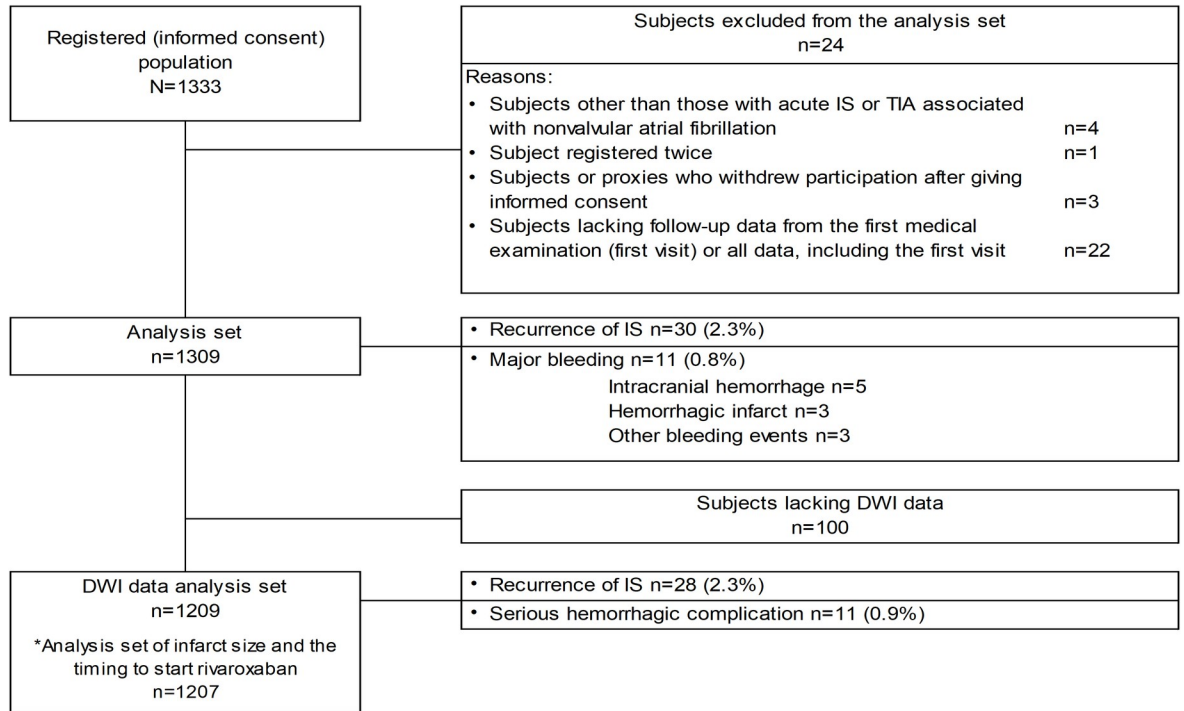 Registered (informed consent)
population
N=1333
Subjects excluded from the analysis set
n=24
Reasons:
• Subjects other than those with acute IS or TIA associated
with nonvalvular atrial fibrillation n=4
• Subject registered twice n=1
• Subjects or proxies who withdrew participation after giving
informed consent n=3
• Subjects lacking follow-up data from the first medical
examination (first visit) or all data, including the first visit n=22
Analysis set
n=1309
• Recurrence of IS n=30 (2.3%)
• Major bleeding n=11 (0.8%)
Intracranial hemorrhage n=5
Hemorrhagic infarct n=3
Other bleeding events n=3
Subjects lacking DWI data
n=100
DWI data analysis set
n=1209
*Analysis set of infarct size and the
timing to start rivaroxaban
n=1207
• Recurrence of IS n=28 (2.3%)
• Serious hemorrhagic complication n=11 (0.9%)